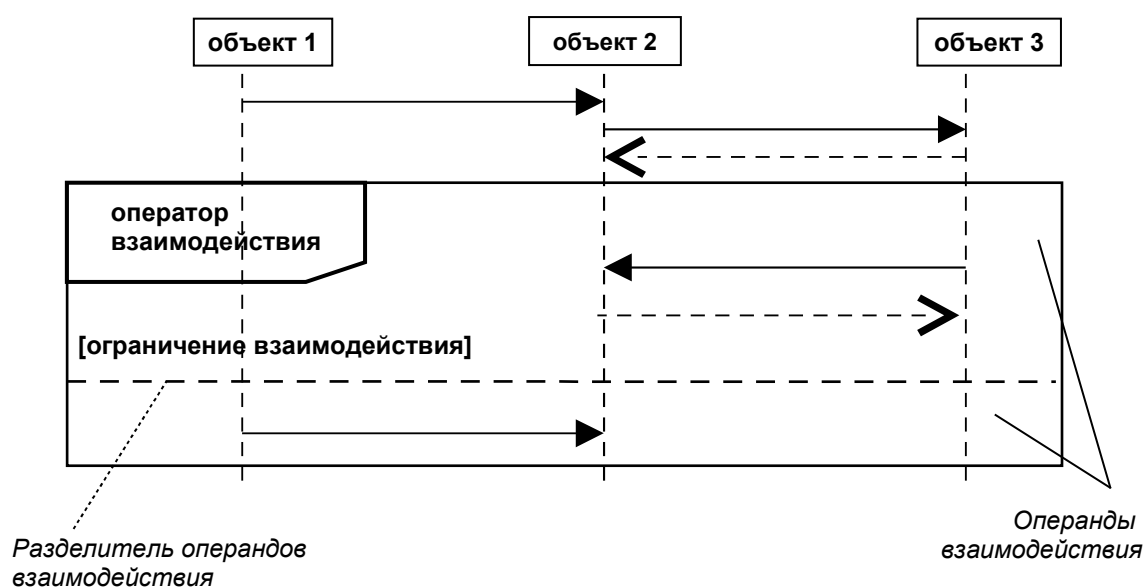 объект 1
объект 2
объект 3
оператор
взаимодействия
[ограничение взаимодействия]
Разделитель операндов
взаимодействия
Операнды
взаимодействия